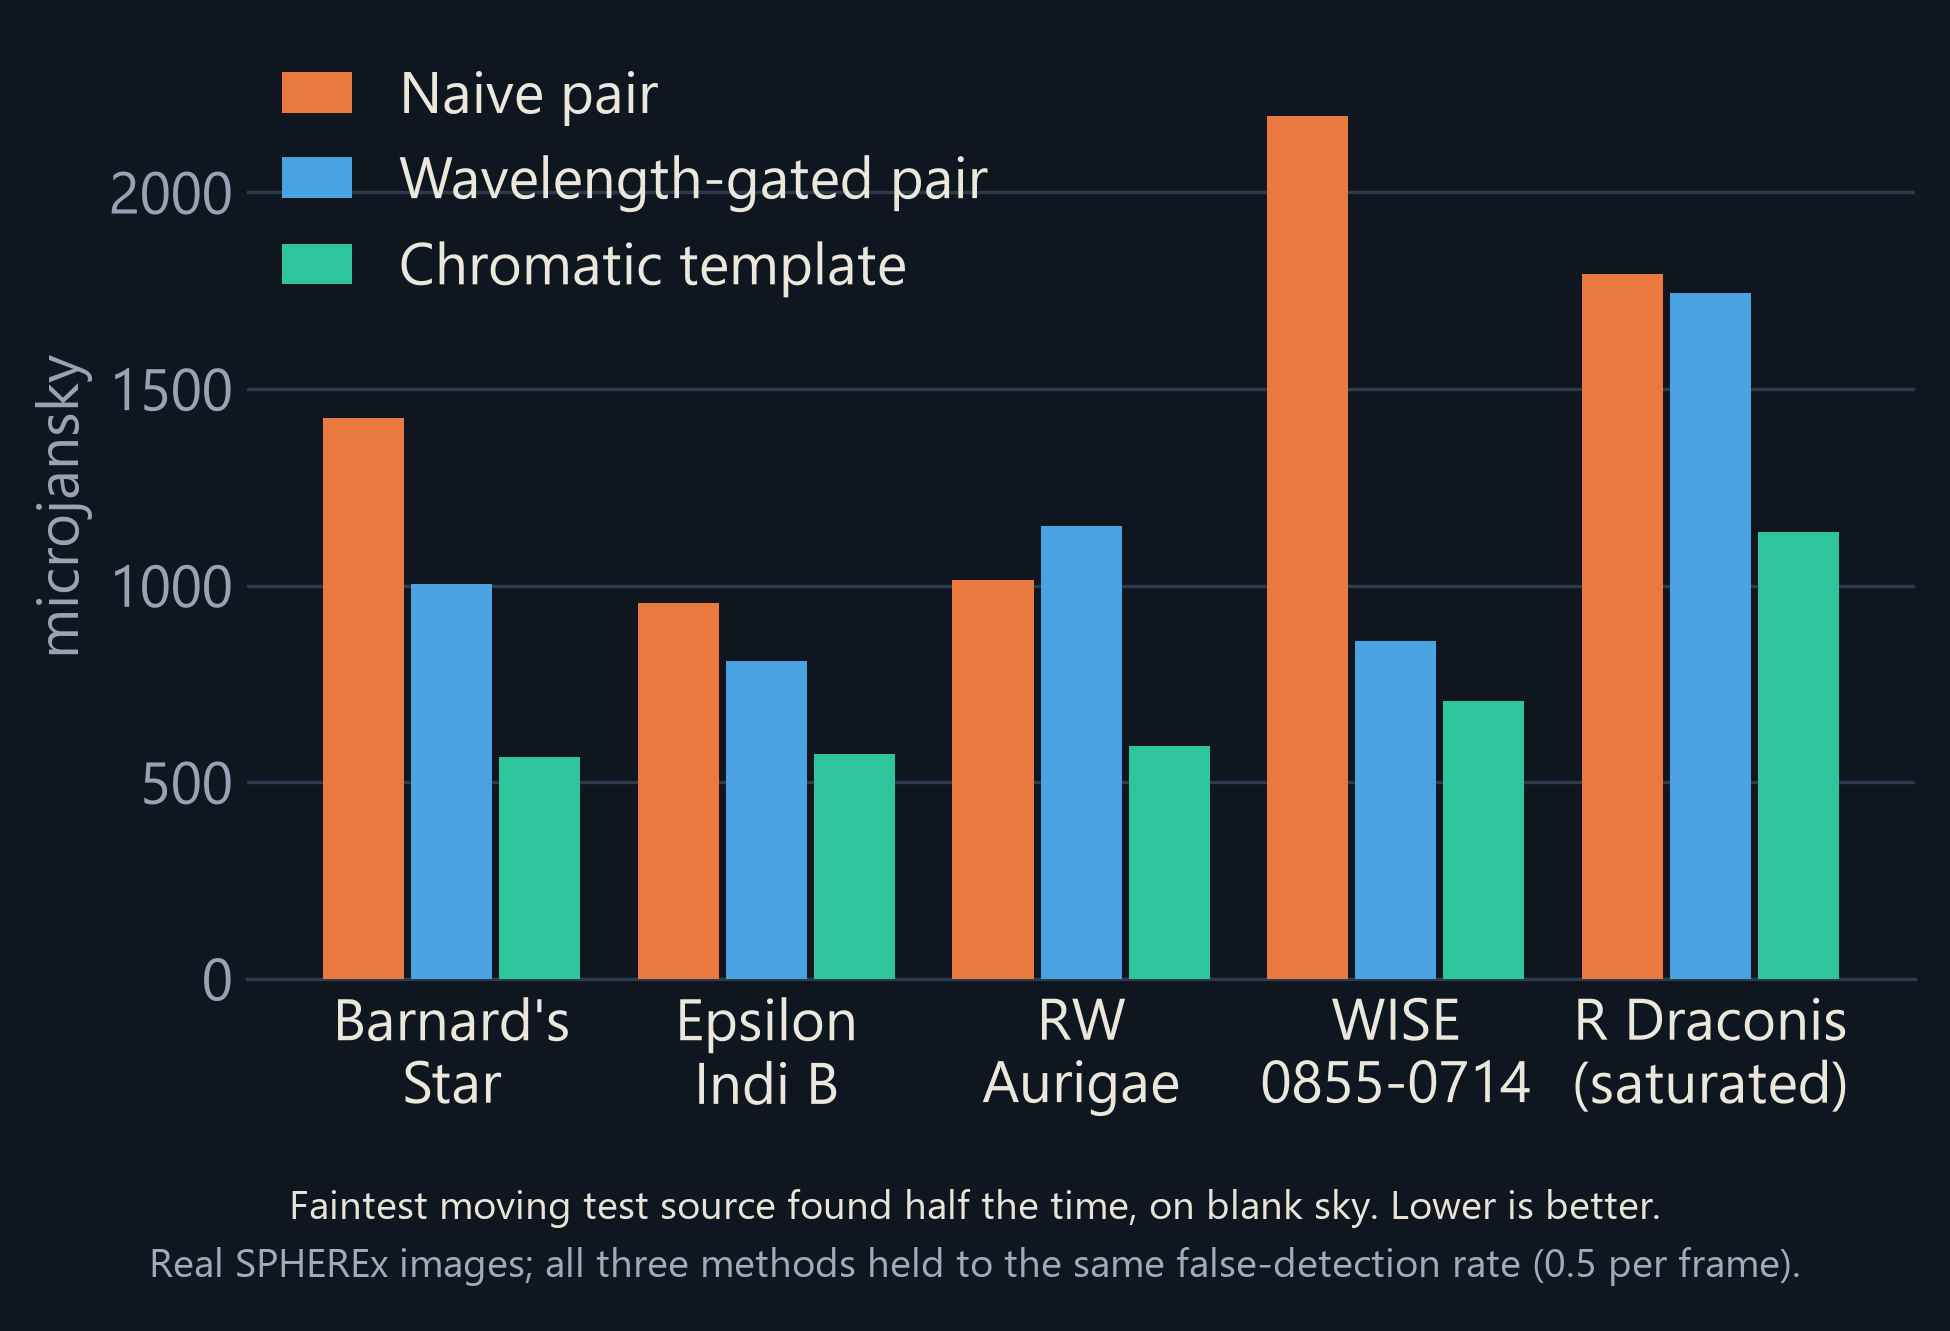 Naive pair
Wavelength-gated pair
Chromatic template
microjansky
2000
1500
1000
500
0
Barnard's
Star
Epsilon
Indi B
RW
Aurigae
WISE
0855-0714
R Draconis
(saturated)
Faintest moving test source found half the time, on blank sky. Lower is better.
Real SPHEREx images; all three methods held to the same false-detection rate (0.5 per frame).